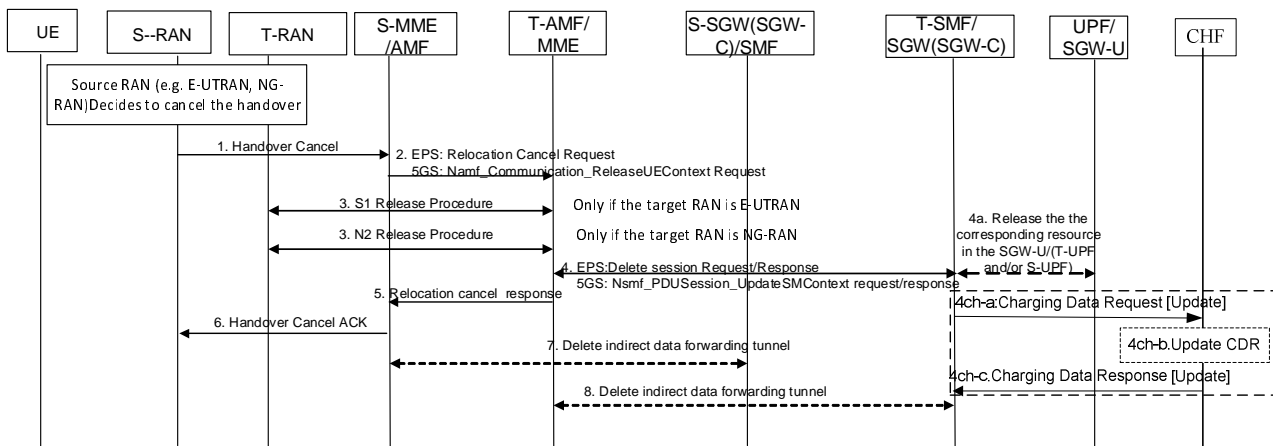 UE
S--RAN
T-RAN
S-MME
/AMF
T-AMF/
MME
S-SGW(SGW-
C)/SMF
T-SMF/
SGW(SGW-C)
UPF/
SGW-U
CHF
Source RAN (e.g. E-UTRAN, NG-
RAN)Decides to cancel the handover
1. Handover Cancel
2. EPS: Relocation Cancel Request
5GS: Namf_Communication_ReleaseUEContext Request
3. S1 Release Procedure
Only if the target RAN is E-UTRAN
3. N2 Release Procedure
Only if the target RAN is NG-RAN
4a. Release the the
corresponding resource
in the SGW-U/(T-UPF
and/or S-UPF)
4. EPS:Delete session Request/Response
5GS: Nsmf_PDUSession_UpdateSMContext request/response
5. Relocation cancel response
4ch-a:Charging Data Request [Update]
6. Handover Cancel ACK
4ch-b.Update CDR
7. Delete indirect data forwarding tunnel
4ch-c.Charging Data Response [Update]
8. Delete indirect data forwarding tunnel